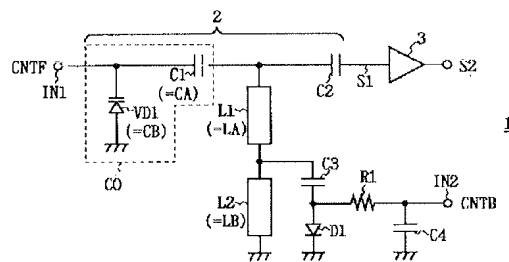 2
3
CNTF
IN1
C1
(=CA)
C2
S1
S2
VD1
(=CB)
L1
(=LA)
1
C3
CO
L2
(=LB)
R1
IN2
CNTB
D1
C4